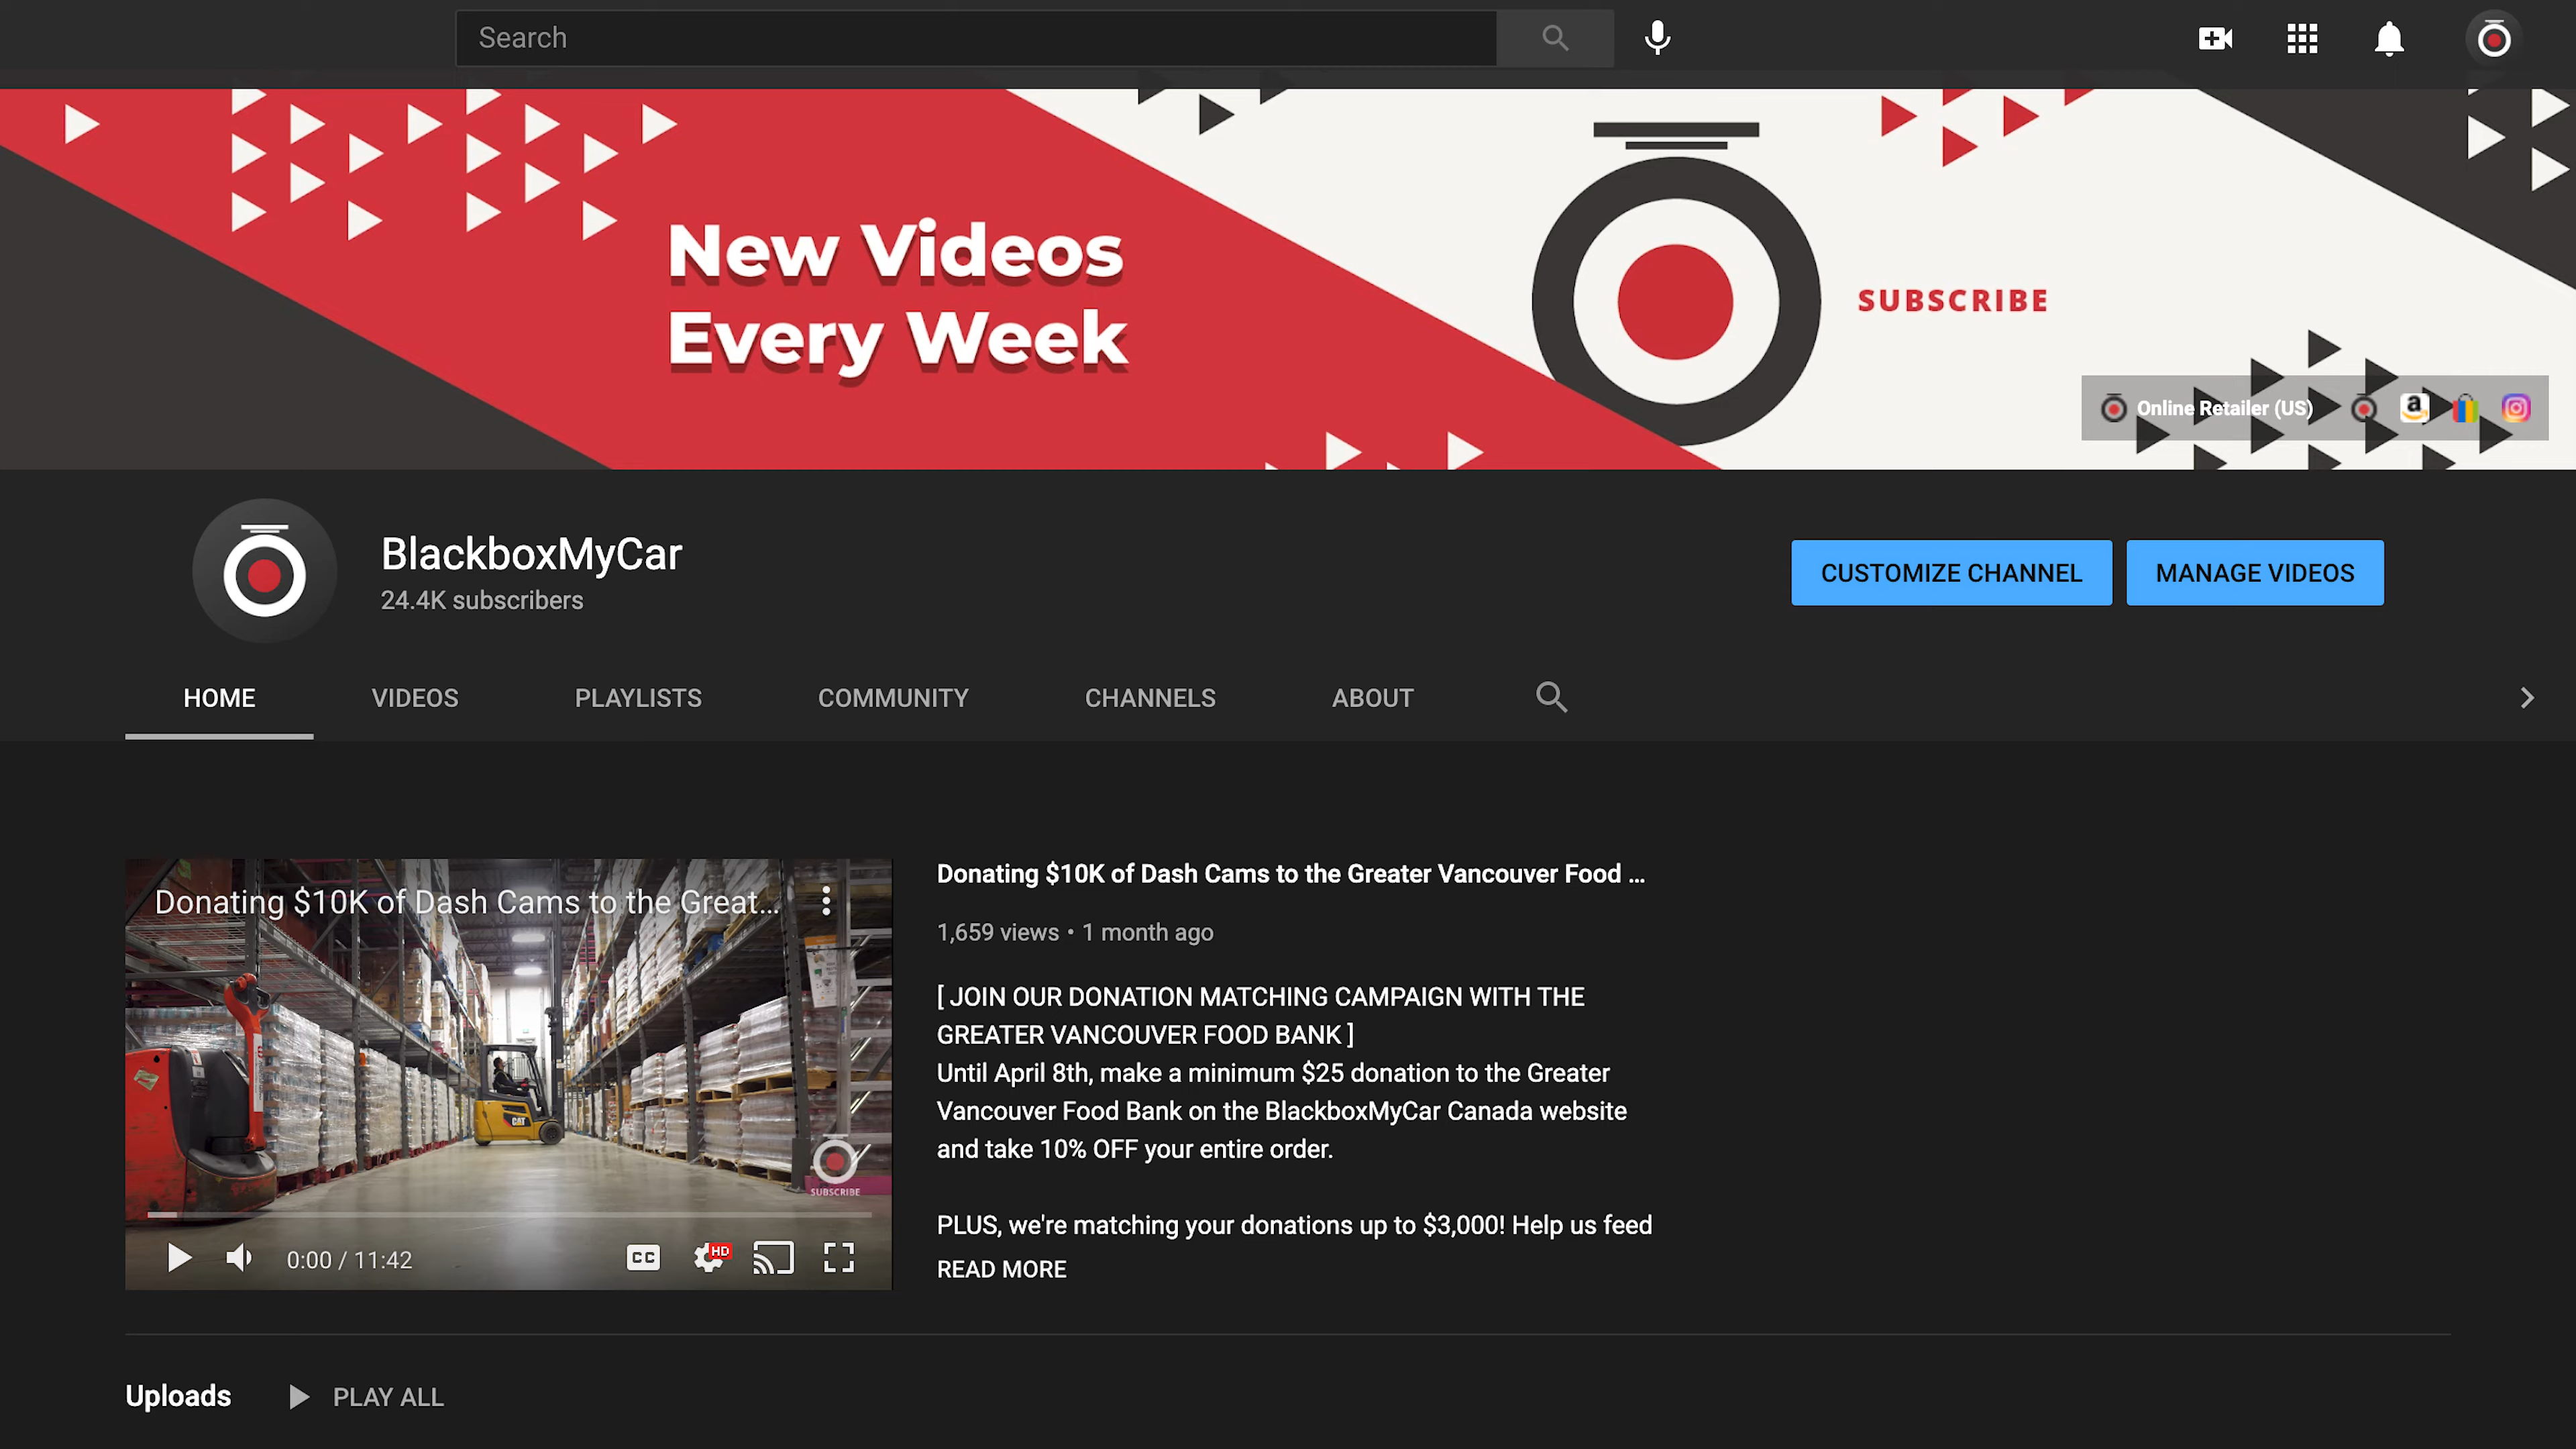 Search
New Videos
Every Week
SUBSCRIBE
Online Retailer (US)
BlackboxMyCar
24.4K subscribers
CUSTOMIZE CHANNEL
MANAGE VIDEOS
HOME
VIDEOS
PLAYLISTS
COMMUNITY
CHANNELS
ABOUT
Donating $10K of Dash Cams to the Great...
CAT
SUBSCRIBE
0:00 / 11:42
CC
HD
Donating $10K of Dash Cams to the Greater Vancouver Food ...
1,659 views • 1 month ago
[ JOIN OUR DONATION MATCHING CAMPAIGN WITH THE
GREATER VANCOUVER FOOD BANK ]
Until April 8th, make a minimum $25 donation to the Greater
Vancouver Food Bank on the BlackboxMyCar Canada website
and take 10% OFF your entire order.
PLUS, we're matching your donations up to $3,000! Help us feed
READ MORE
Uploads
PLAY ALL